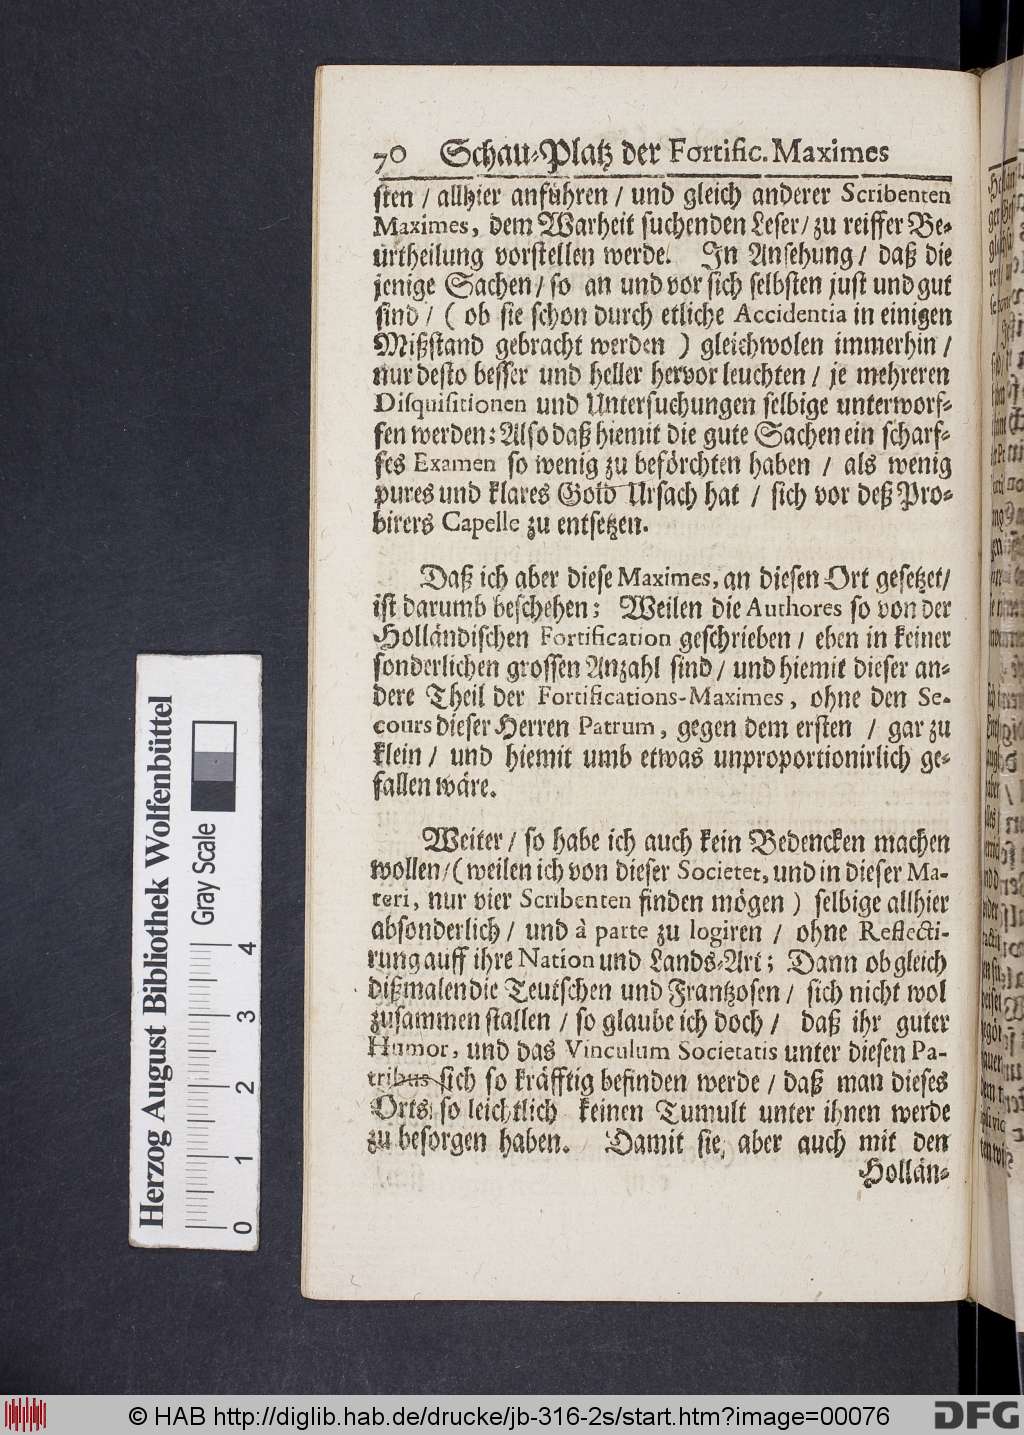 70 Schau-Platz der Fortific. Maximes
sten / allhier anführen / und gleich anderer Scribenten
Maximes, dem Warheit suchenden Leser / zu reiffer Be-
urtheilung vorstellen werde. In Ansehung / daß die
jenige Sachen / so an und vor sich selbsten just und gut
sind / ( ob sie schon durch etliche Accidentia in einigen
Mißstand gebracht werden ) gleichwolen immerhin /
nur desto besser und heller hervor leuchten / je mehreren
Disquisitionen und Untersuchungen selbige unterworf-
fen werden: Also daß hiemit die gute Sachen ein scharf-
fes Examen so wenig zu beförchten haben / als wenig
pures und klares Gold Ursach hat / sich vor deß Pro-
birers Capelle zu entsetzen.
Daß ich aber diese Maximes, an diesen Ort gesetzet /
ist darumb beschehen; Weilen die Authores so von der
Holländischen Fortification geschrieben / eben in keiner
sonderlichen grossen Anzahl sind / und hiemit dieser an-
dere Theil der Fortifications-Maximes, ohne den Se-
cours dieser Herren Patrum, gegen dem ersten / gar zu
klein / und hiemit umb etwas unproportionirlich ge-
fallen wäre.
Weiter / so habe ich auch kein Bedencken machen
wollen / ( weilen ich von dieser Societet, und in dieser Ma-
teri, nur vier Scribenten finden mögen ) selbige allhier
absonderlich / und à parte zu logiren / ohne Reflecti-
rung auff ihre Nation und Lands-Art; Dann ob gleich
dißmalen die Teutschen und Frantzosen / sich nicht wol
zusammen stallen / so glaube ich doch / daß ihr guter
Humor, und das Vinculum Societatis unter diesen Pa-
tribus sich so kräfftig befinden werde / daß man dieses
Orts so leichtlich keinen Tumult unter ihnen werde
zu besorgen haben. Damit sie aber auch mit den
Hollän-
Herzog August Bibliothek Wolfenbüttel
Gray Scale
0 1 2 3 4
© HAB http://diglib.hab.de/drucke/jb-316-2s/start.htm?image=00076
DFG